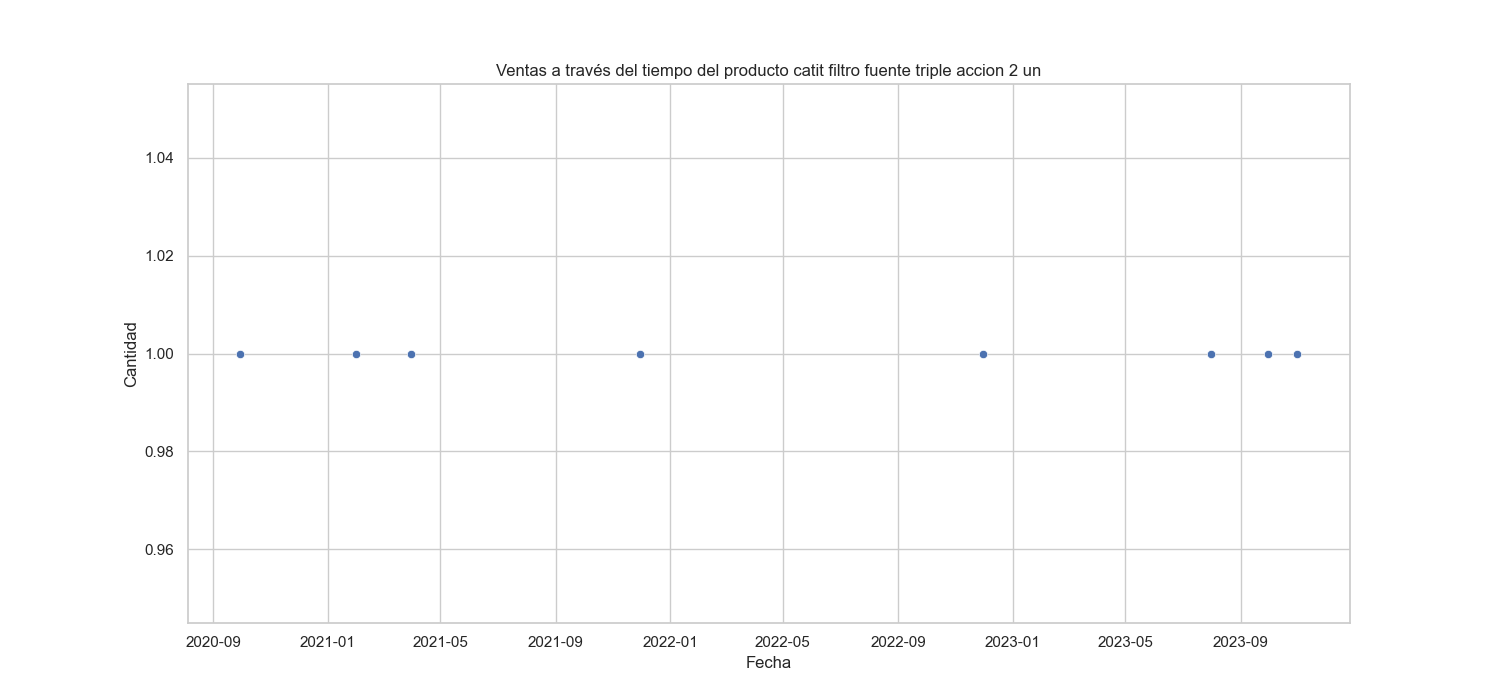 Ventas a través del tiempo del producto catit filtro fuente triple accion 2 un
1.04
1.02
1.00
0.98
0.96
Cantidad
2020-09 2021-01 2021-05 2021-09 2022-01 2022-05 2022-09 2023-01 2023-05 2023-09
Fecha